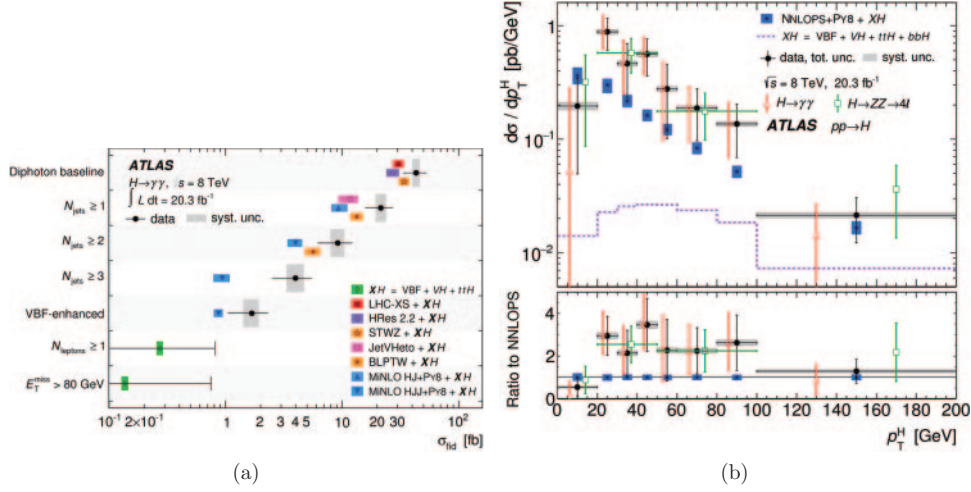 ATLAS
H→γγ, √s = 8 TeV
∫ L dt = 20.3 fb⁻¹
data syst. unc.
Diphoton baseline
N_jets ≥ 1
N_jets ≥ 2
N_jets ≥ 3
VBF-enhanced
N_leptons ≥ 1
E_T^miss > 80 GeV
XH = VBF + VH + ttH
LHC-XS + XH
HRes 2.2 + XH
STWZ + XH
JetVHeto + XH
BLPTW + XH
MiNLO HJ+PY8 + XH
MiNLO HJJ+PY8 + XH
10⁻¹ 2×10⁻¹ 1 2 3 4 5 10 20 30 10²
σ_fid [fb]
(a)
dσ / dp_T^H [pb/GeV]
NNLOPS+PY8 + XH
XH = VBF + VH + ttH + bbH
data, tot. unc. syst. unc.
√s = 8 TeV, 20.3 fb⁻¹
H→γγ H→ZZ→4l
ATLAS pp→H
1
10⁻¹
10⁻²
Ratio to NNLOPS
4
2
0
0 20 40 60 80 100 120 140 160 180 200
p_T^H [GeV]
(b)